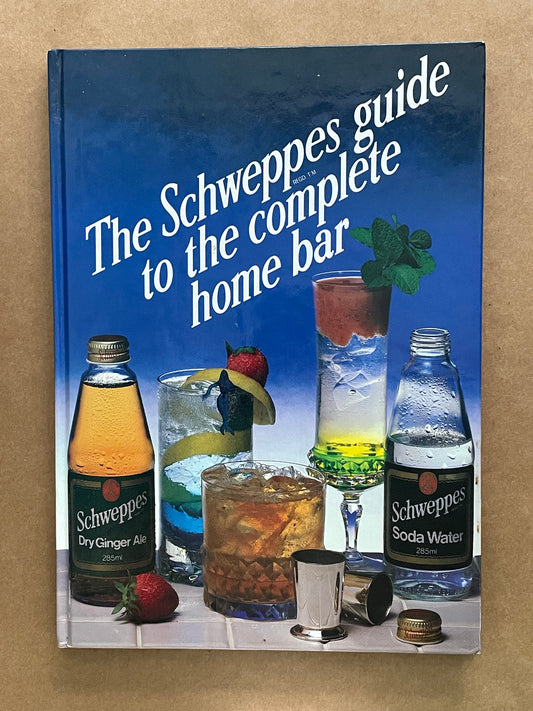 The Schweppes guide
REGD. T.M.
to the complete
home bar
Schweppes
Dry Ginger Ale
285ml
Schweppes
Soda Water
285ml